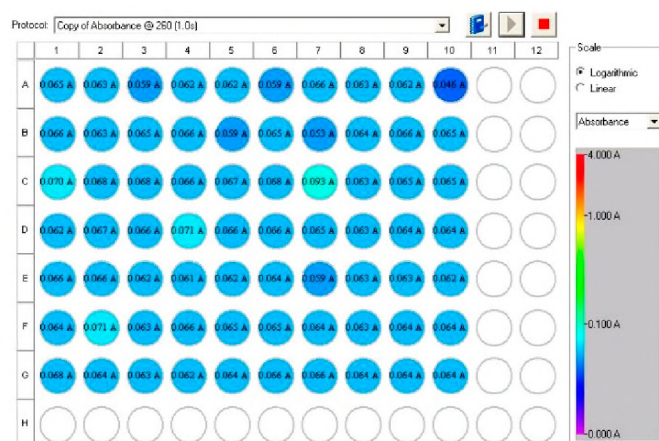 Protocol: Copy of Absorbance @ 260 (1.0s)
1 2 3 4 5 6 7 8 9 10 11 12
A 0.065 A 0.063 A 0.059 A 0.062 A 0.062 A 0.059 A 0.066 A 0.063 A 0.062 A 0.046 A
B 0.066 A 0.063 A 0.065 A 0.066 A 0.059 A 0.065 A 0.053 A 0.064 A 0.066 A 0.065 A
C 0.070 A 0.068 A 0.068 A 0.066 A 0.067 A 0.068 A 0.093 A 0.063 A 0.065 A 0.065 A
D 0.062 A 0.067 A 0.066 A 0.071 A 0.066 A 0.066 A 0.065 A 0.063 A 0.064 A 0.064 A
E 0.066 A 0.066 A 0.062 A 0.061 A 0.062 A 0.064 A 0.059 A 0.063 A 0.063 A 0.062 A
F 0.064 A 0.071 A 0.063 A 0.066 A 0.065 A 0.065 A 0.064 A 0.063 A 0.064 A 0.064 A
G 0.068 A 0.064 A 0.063 A 0.062 A 0.064 A 0.066 A 0.066 A 0.064 A 0.064 A 0.064 A
H
Scale
Logarithmic
Linear
Absorbance
4.000 A
1.000 A
0.100 A
0.000 A